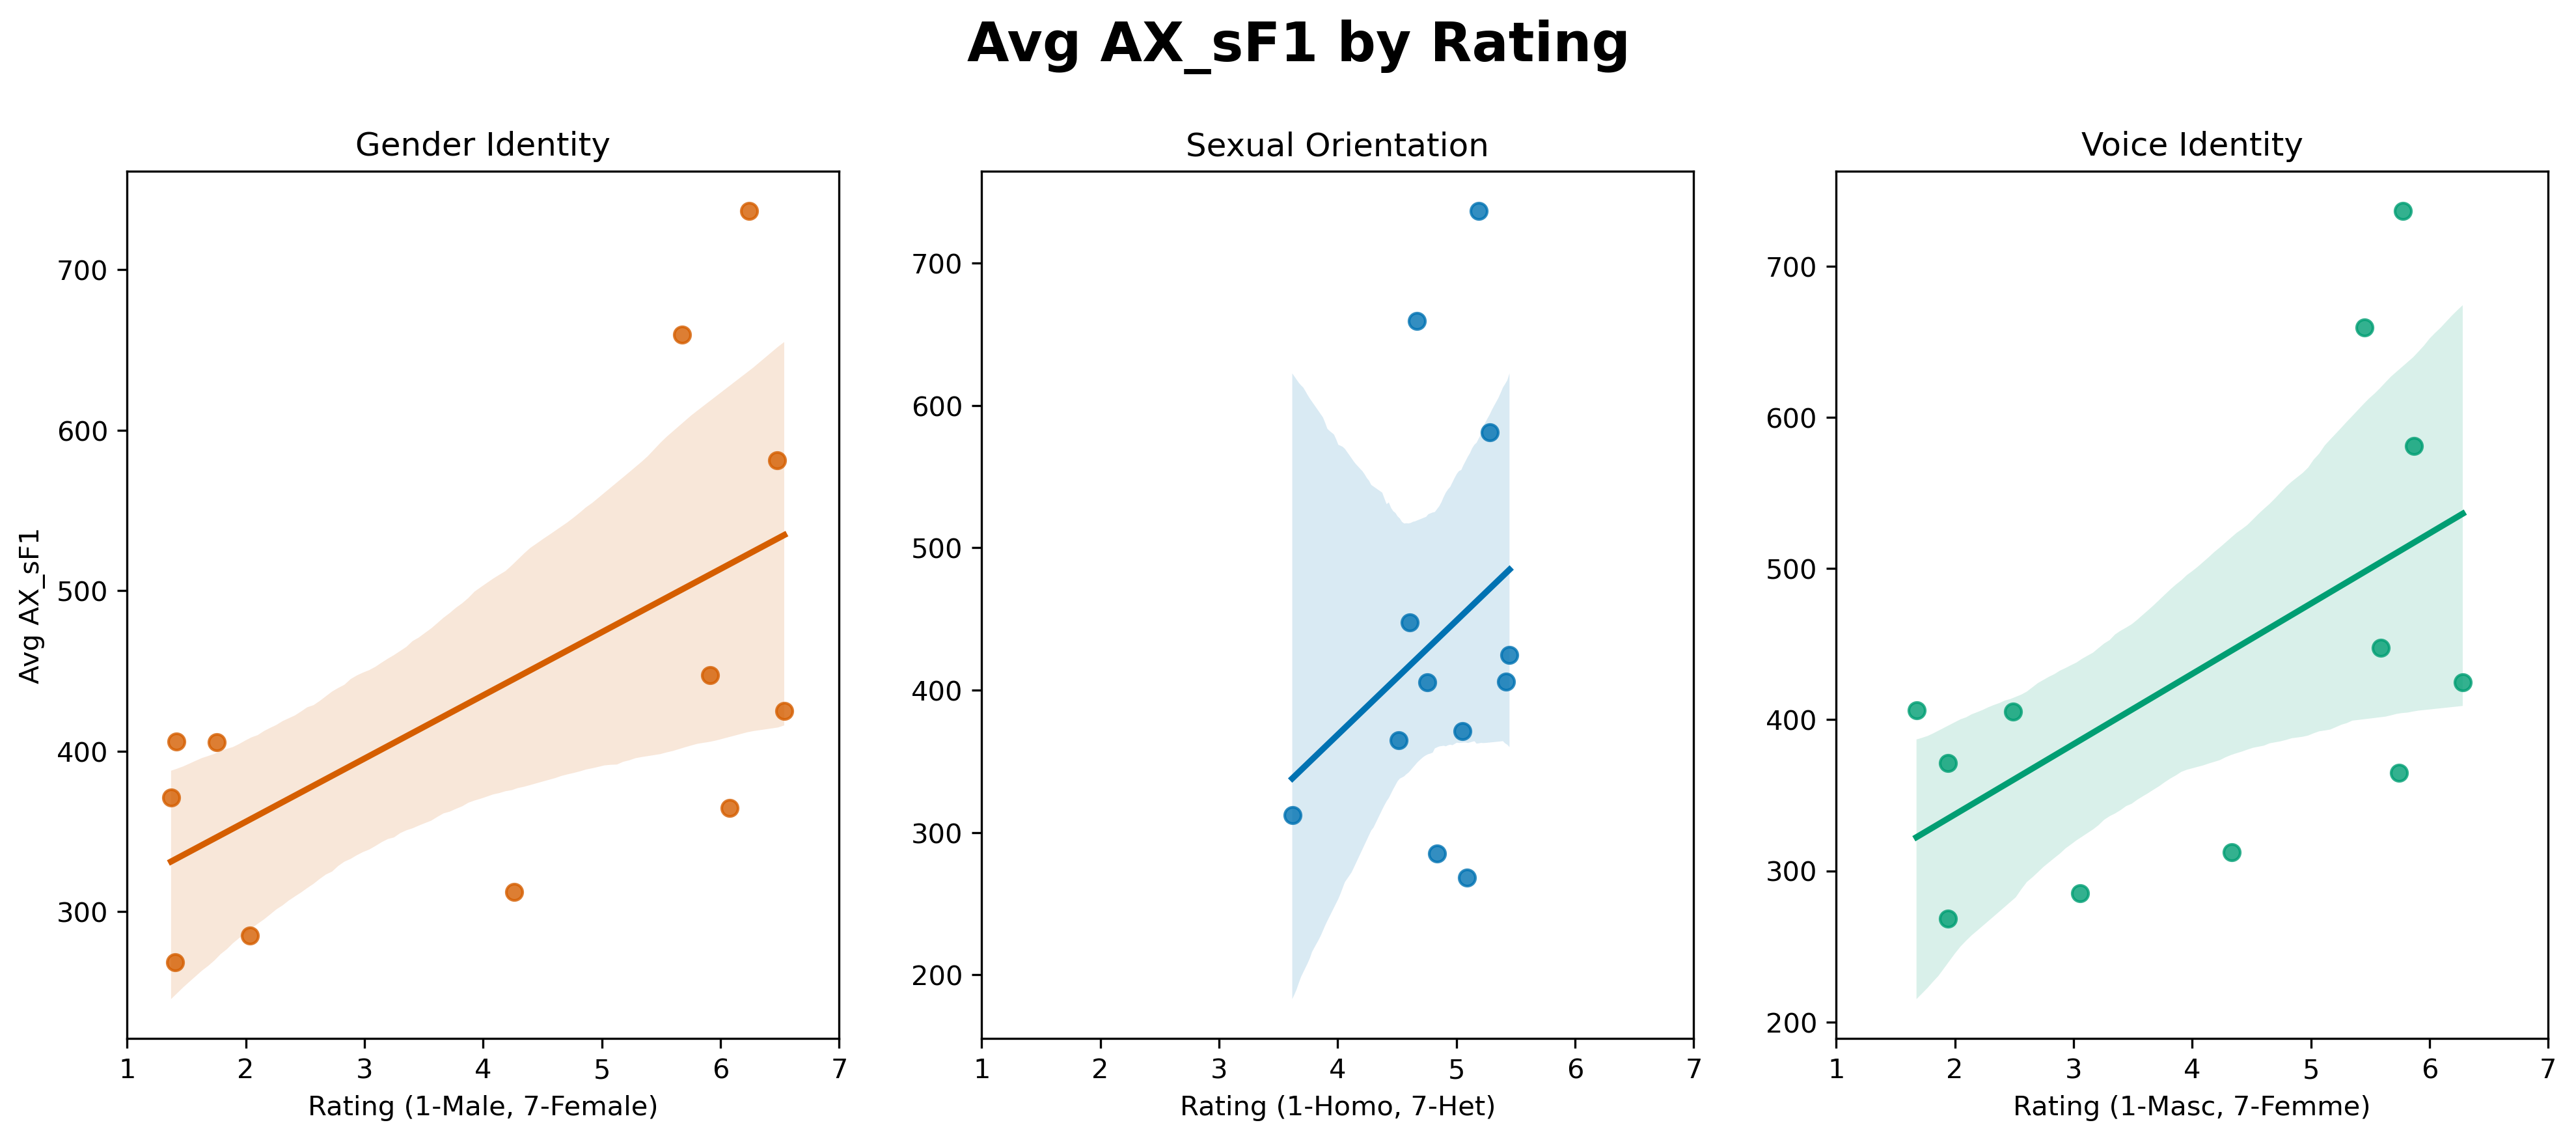 Avg AX_sF1 by Rating
Gender Identity
Sexual Orientation
Voice Identity
Avg AX_sF1
700
600
500
400
300
1 2 3 4 5 6 7
Rating (1-Male, 7-Female)
700
600
500
400
300
200
1 2 3 4 5 6 7
Rating (1-Homo, 7-Het)
700
600
500
400
300
200
1 2 3 4 5 6 7
Rating (1-Masc, 7-Femme)